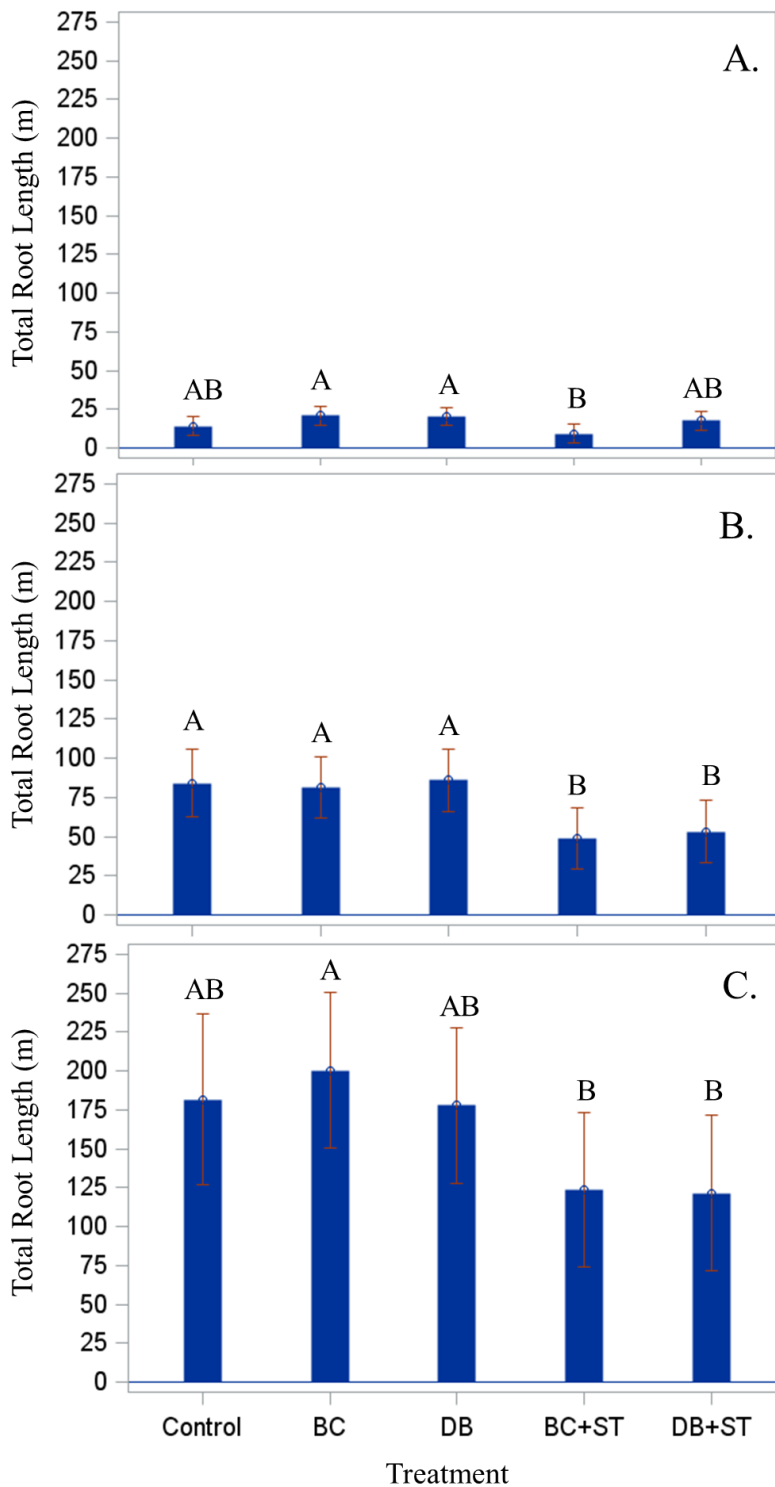 275
250
225
200
175
150
125
100
75
50
25
0
Total Root Length (m)
A.
AB
A
A
B
AB
275
250
225
200
175
150
125
100
75
50
25
0
Total Root Length (m)
B.
A
A
A
B
B
275
250
225
200
175
150
125
100
75
50
25
0
Total Root Length (m)
C.
AB
A
AB
B
B
Control BC DB BC+ST DB+ST
Treatment